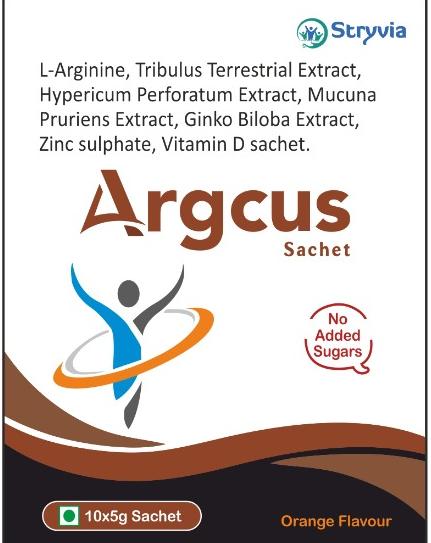 Stryvia
L-Arginine, Tribulus Terrestrial Extract,
Hypericum Perforatum Extract, Mucuna
Pruriens Extract, Ginko Biloba Extract,
Zinc sulphate, Vitamin D sachet.
Argcus
Sachet
No
Added
Sugars
10x5g Sachet
Orange Flavour